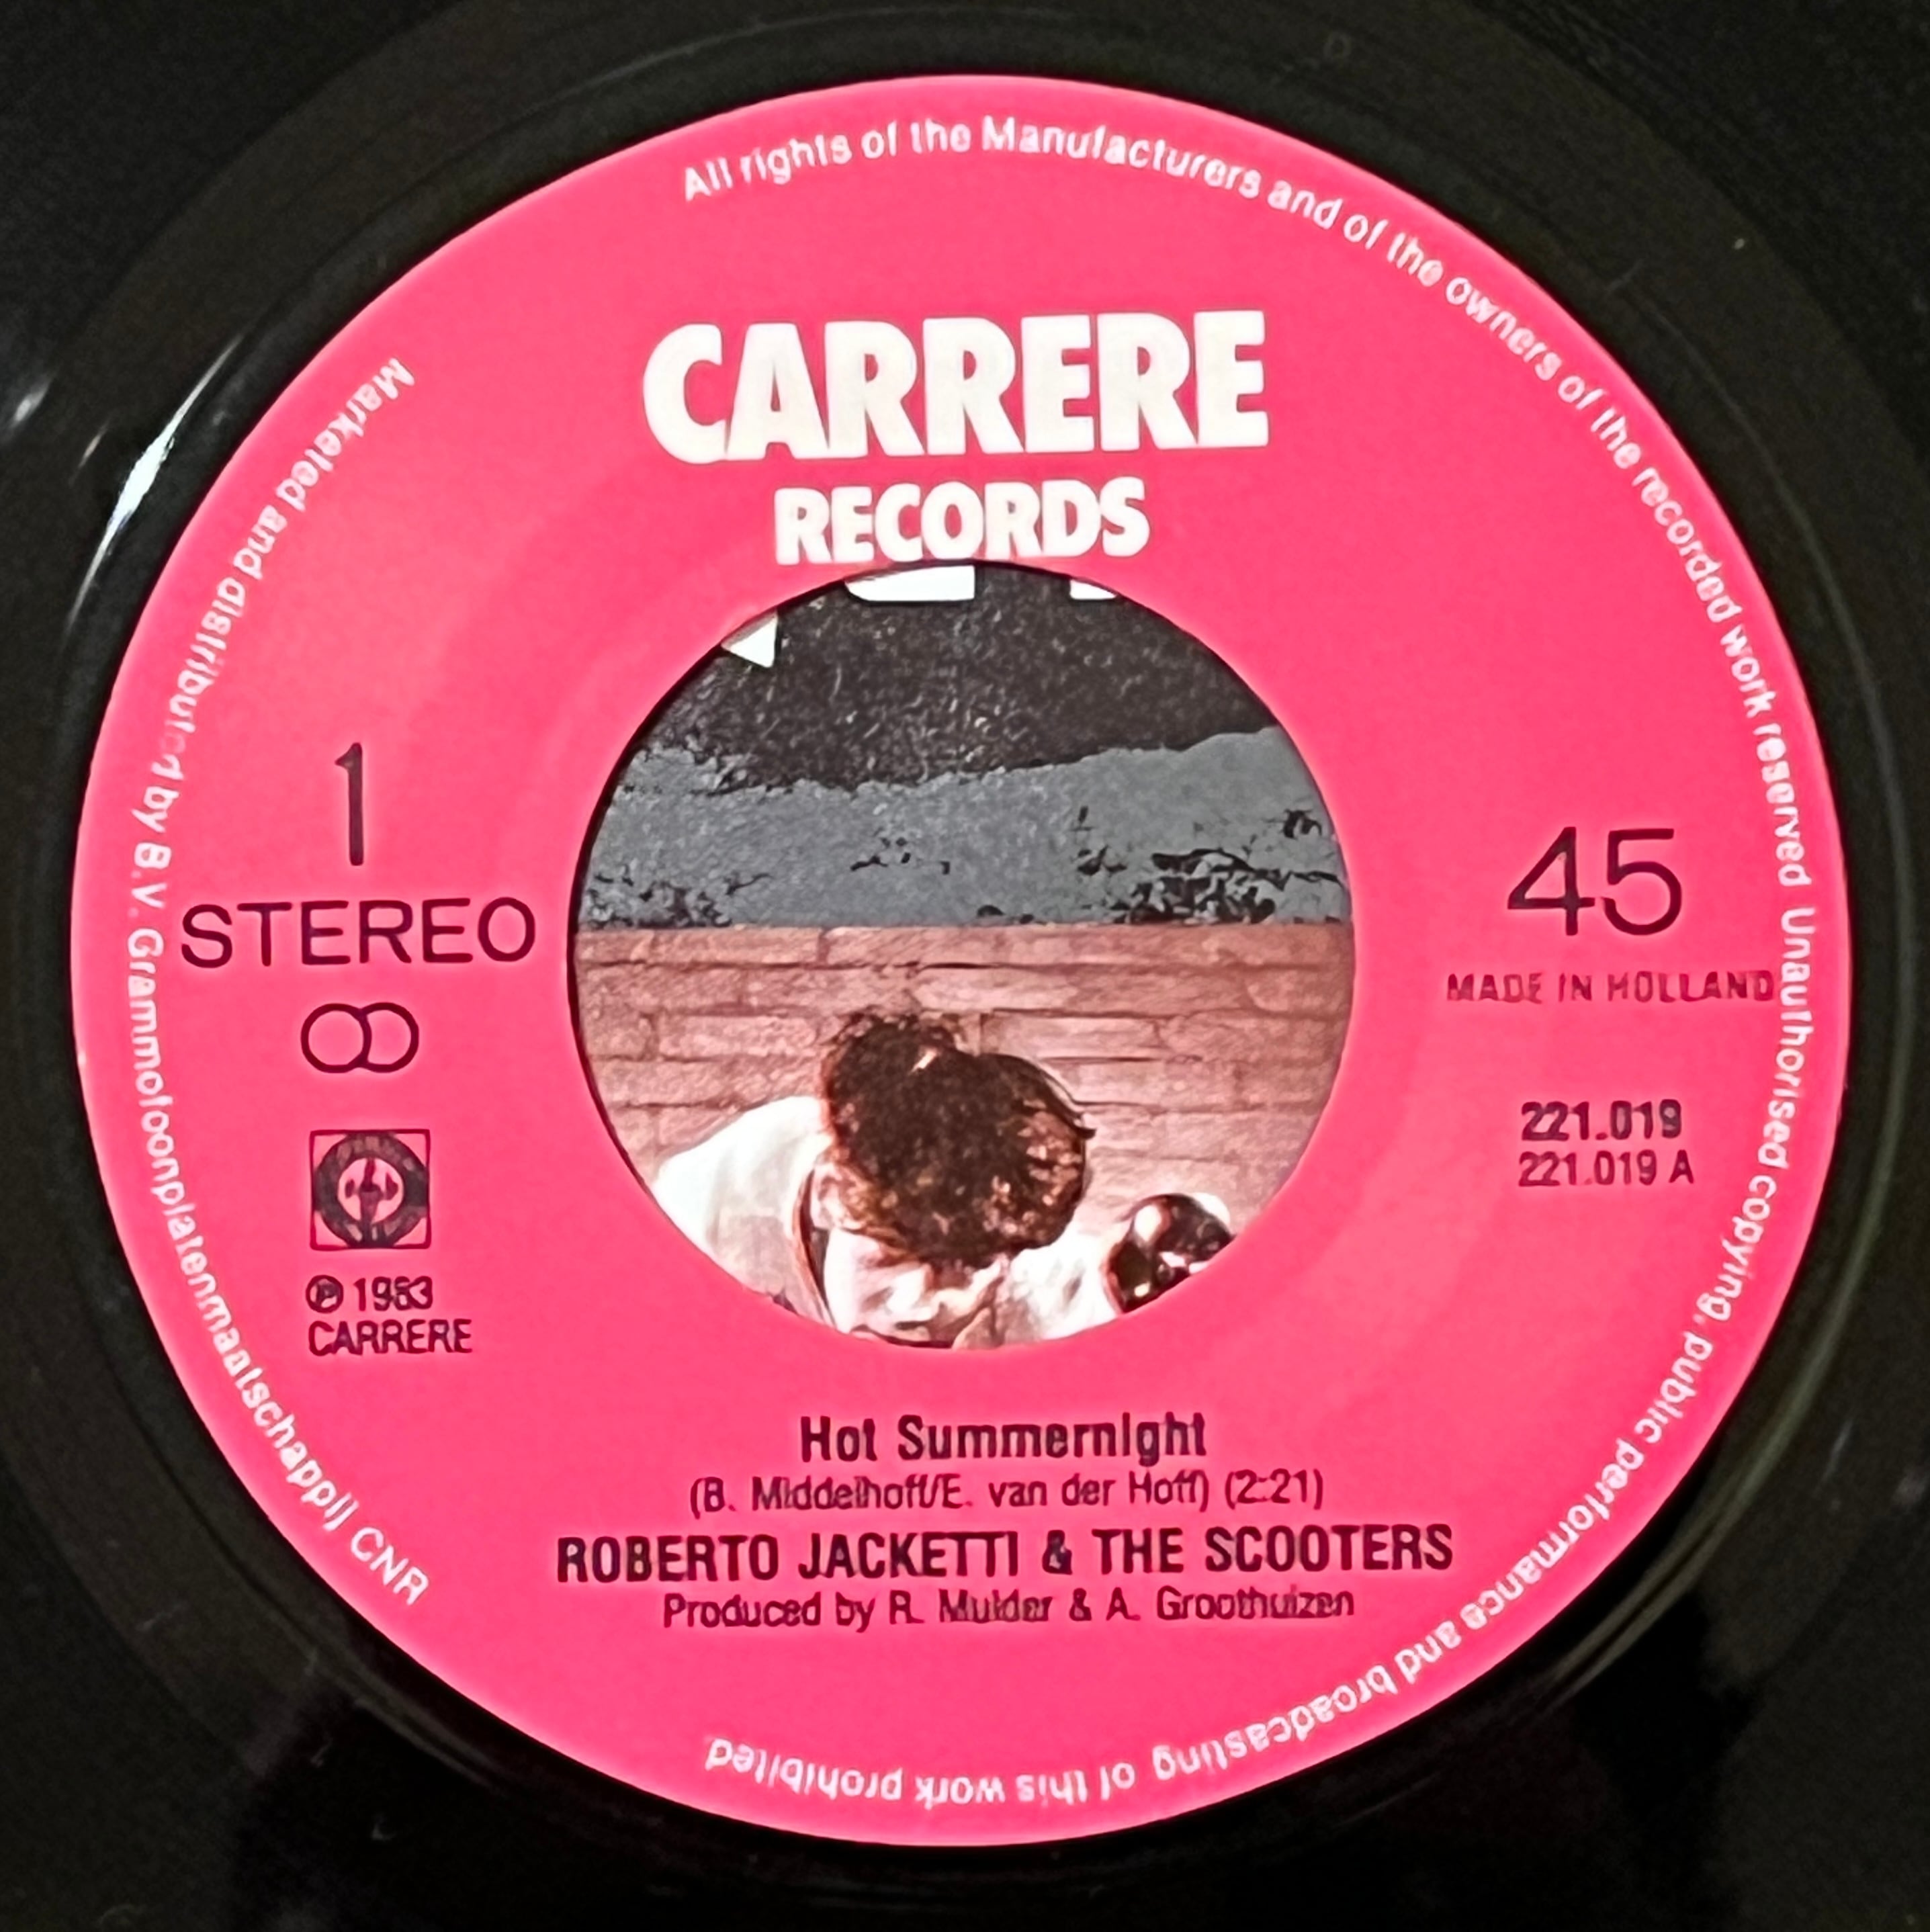 All rights of the Manufacturers and of the owners of the recorded work reserved Unauthorised copying, public performance and broadcasting of this work prohibited
Marketed and distributed by B.V. Grammofoonplatenmaatschappij CNR
CARRERE
RECORDS
1
STEREO
45
MADE IN HOLLAND
221.019
221.019 A
℗ 1983
CARRERE
Hot Summernight
(B. Middelhoff/E. van der Hoff) (2:21)
ROBERTO JACKETTI & THE SCOOTERS
Produced by R. Mulder & A. Groothuizen